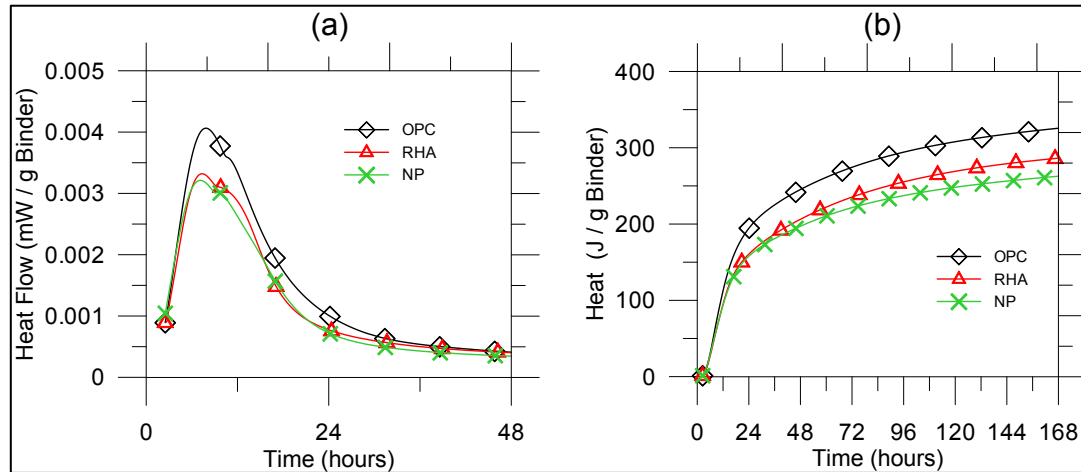 (a)
(b)
Heat Flow (mW / g Binder)
0.005
0.004
0.003
0.002
0.001
0
OPC
RHA
NP
0
24
48
Time (hours)
Heat (J / g Binder)
400
300
200
100
0
OPC
RHA
NP
0
24
48
72
96
120
144
168
Time (hours)